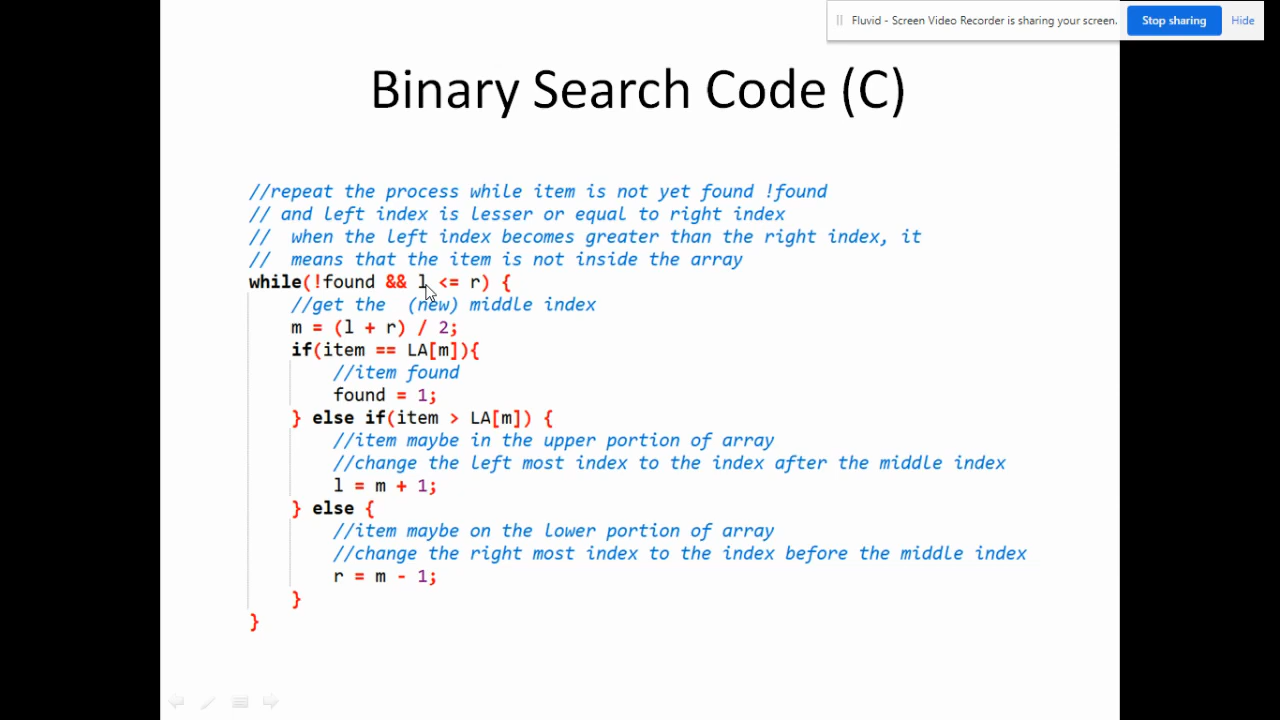 Fluvid - Screen Video Recorder is sharing your screen. Stop sharing Hide
Binary Search Code (C)
//repeat the process while item is not yet found !found
// and left index is lesser or equal to right index
//  when the left index becomes greater than the right index, it
//  means that the item is not inside the array
while(!found && l <= r) {
    //get the  (new) middle index
    m = (l + r) / 2;
    if(item == LA[m]){
        //item found
        found = 1;
    } else if(item > LA[m]) {
        //item maybe in the upper portion of array
        //change the left most index to the index after the middle index
        l = m + 1;
    } else {
        //item maybe on the lower portion of array
        //change the right most index to the index before the middle index
        r = m - 1;
    }
}